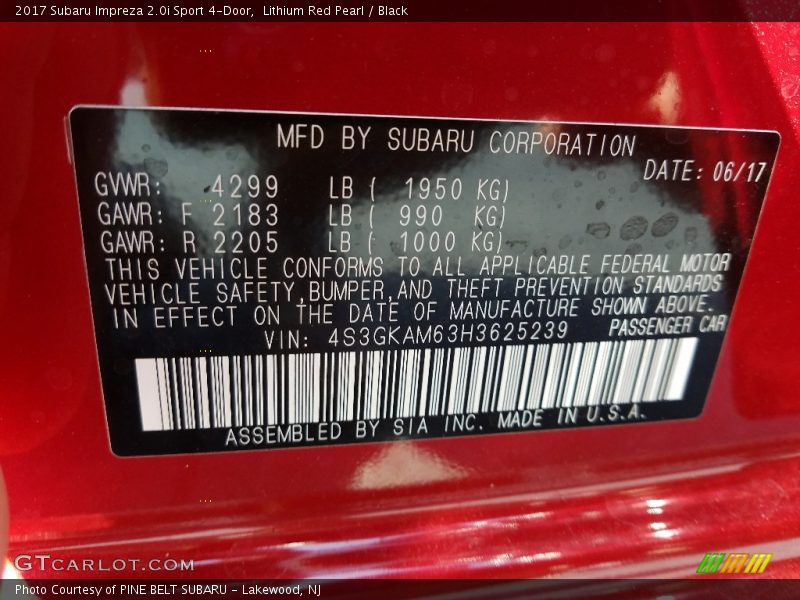 2017 Subaru Impreza 2.0i Sport 4-Door, Lithium Red Pearl / Black
MFD BY SUBARU CORPORATION
DATE: 06/17
GVWR: 4299 LB ( 1950 KG)
GAWR: F 2183 LB ( 990 KG)
GAWR: R 2205 LB ( 1000 KG)
THIS VEHICLE CONFORMS TO ALL APPLICABLE FEDERAL MOTOR
VEHICLE SAFETY,BUMPER,AND THEFT PREVENTION STANDARDS
IN EFFECT ON THE DATE OF MANUFACTURE SHOWN ABOVE.
VIN: 4S3GKAM63H3625239 PASSENGER CAR
ASSEMBLED BY SIA INC. MADE IN U.S.A.
GTCARLOT.COM
Photo Courtesy of PINE BELT SUBARU - Lakewood, NJ